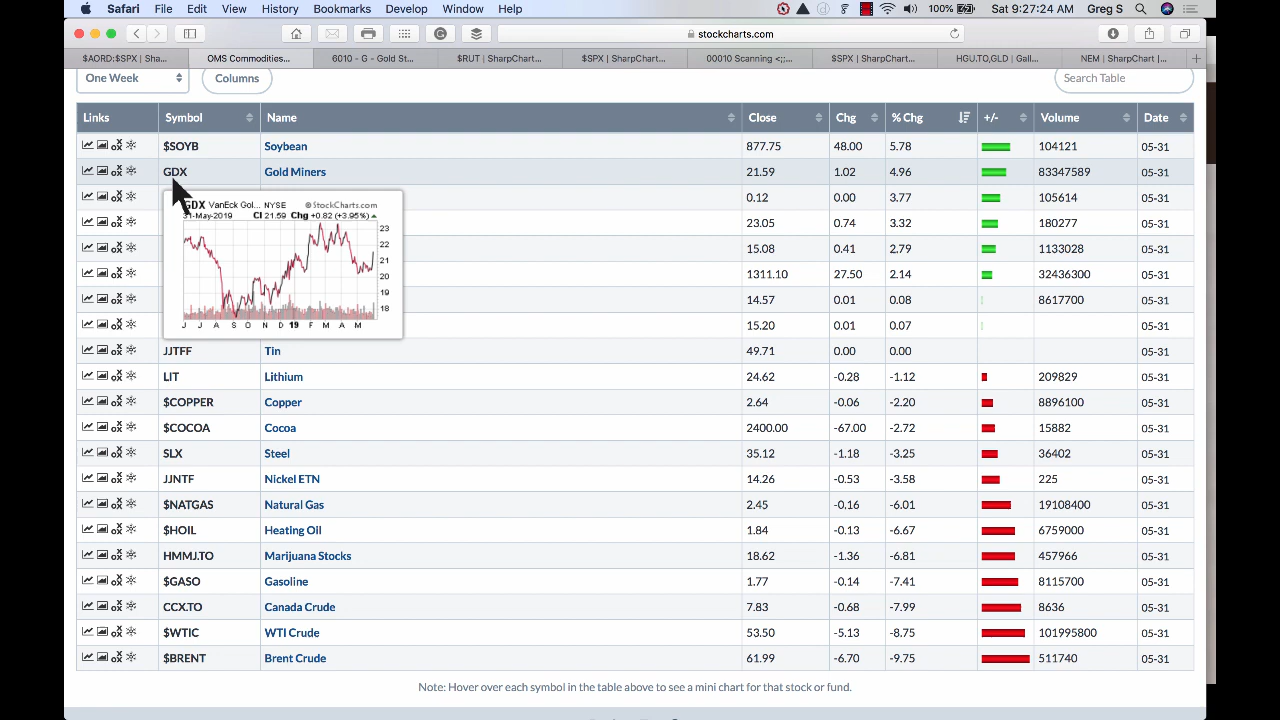 Safari File Edit View History Bookmarks Develop Window Help 100% Sat 9:27:24 AM Greg S
stockcharts.com
$AORD:$SPX | Sha... OMS Commodities... 6010 - G - Gold St... $RUT | SharpChart... $SPX | SharpChart... 00010 Scanning <;;... $SPX | SharpChart... HGU.TO,GLD | Gall... NEM | SharpChart |...
One Week Columns Search Table
Links Symbol Name Close Chg % Chg +/- Volume Date
$SOYB Soybean 877.75 48.00 5.78 104121 05-31
GDX Gold Miners 21.59 1.02 4.96 83347589 05-31
0.12 0.00 3.77 105614 05-31
GDX VanEck Gol... NYSE © StockCharts.com
31-May-2019 Cl 21.59 Chg +0.82 (+3.95%)
23.05 0.74 3.32 180277 05-31
23
22
21
20
19
18
J J A S O N D 19 F M A M
15.08 0.41 2.79 1133028 05-31
1311.10 27.50 2.14 32436300 05-31
14.57 0.01 0.08 8617700 05-31
15.20 0.01 0.07 05-31
JJTFF Tin 49.71 0.00 0.00 05-31
LIT Lithium 24.62 -0.28 -1.12 209829 05-31
$COPPER Copper 2.64 -0.06 -2.20 8896100 05-31
$COCOA Cocoa 2400.00 -67.00 -2.72 15882 05-31
SLX Steel 35.12 -1.18 -3.25 36402 05-31
JJNTF Nickel ETN 14.26 -0.53 -3.58 225 05-31
$NATGAS Natural Gas 2.45 -0.16 -6.01 19108400 05-31
$HOIL Heating Oil 1.84 -0.13 -6.67 6759000 05-31
HMMJ.TO Marijuana Stocks 18.62 -1.36 -6.81 457966 05-31
$GASO Gasoline 1.77 -0.14 -7.41 8115700 05-31
CCX.TO Canada Crude 7.83 -0.68 -7.99 8636 05-31
$WTIC WTI Crude 53.50 -5.13 -8.75 101995800 05-31
$BRENT Brent Crude 61.99 -6.70 -9.75 511740 05-31
Note: Hover over each symbol in the table above to see a mini chart for that stock or fund.